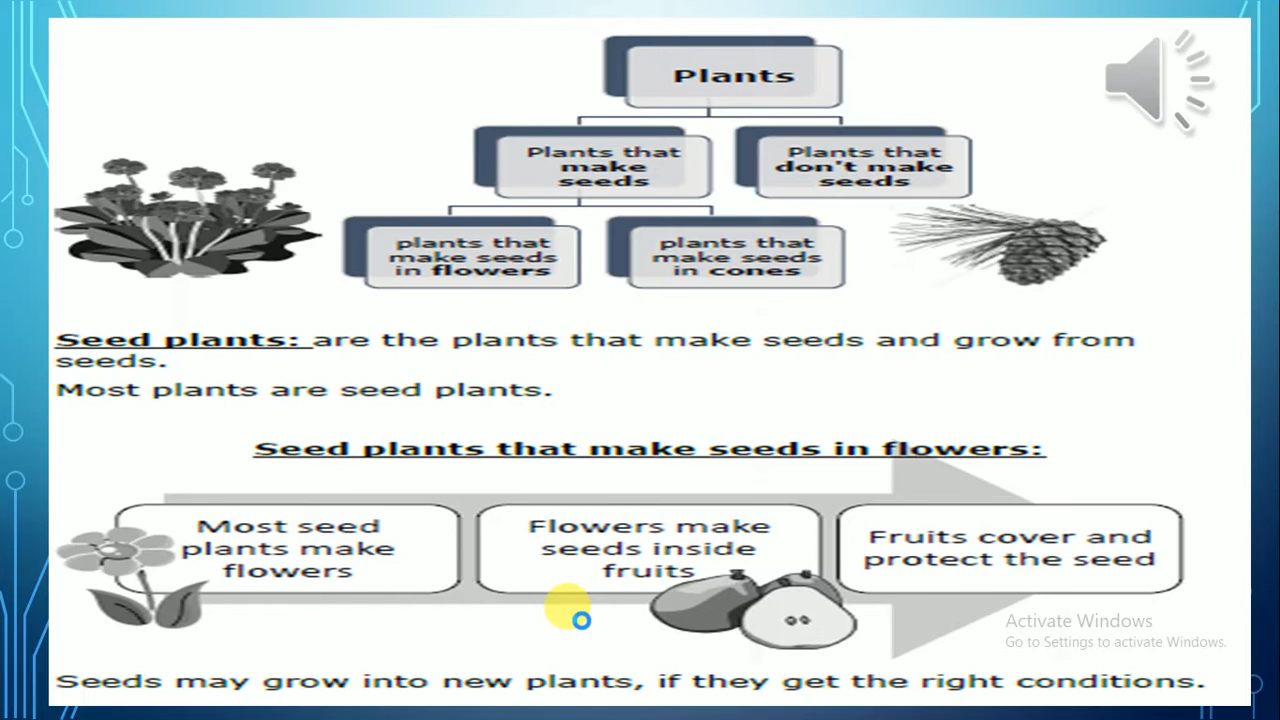 Plants
Plants that
make
seeds
Plants that
don't make
seeds
plants that
make seeds
in flowers
plants that
make seeds
in cones
Seed plants: are the plants that make seeds and grow from
seeds.
Most plants are seed plants.
Seed plants that make seeds in flowers:
Most seed
plants make
flowers
Flowers make
seeds inside
fruits
Fruits cover and
protect the seed
Activate Windows
Go to Settings to activate Windows.
Seeds may grow into new plants, if they get the right conditions.